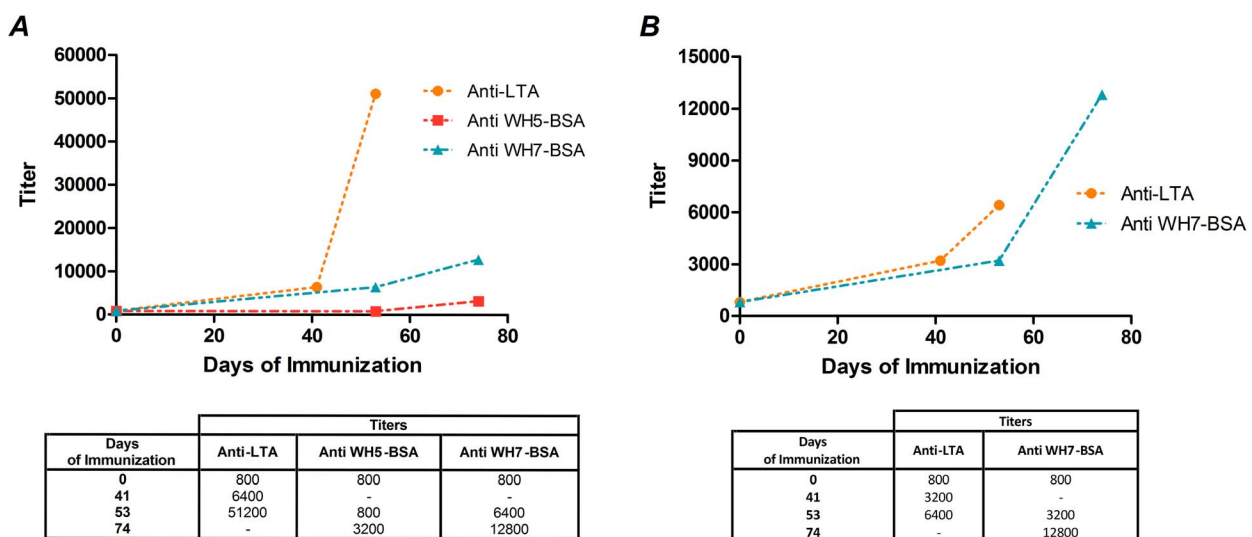 A
60000
50000
40000
30000
20000
10000
0
Titer
0 20 40 60 80
Days of Immunization
Anti-LTA
Anti WH5-BSA
Anti WH7-BSA
B
15000
12000
9000
6000
3000
0
Titer
0 20 40 60 80
Days of Immunization
Anti-LTA
Anti WH7-BSA
Titers
Days of Immunization Anti-LTA Anti WH5-BSA Anti WH7-BSA
0 800 800 800
41 6400 - -
53 51200 800 6400
74 - 3200 12800
Titers
Days of Immunization Anti-LTA Anti WH7-BSA
0 800 800
41 3200 -
53 6400 3200
74 - 12800